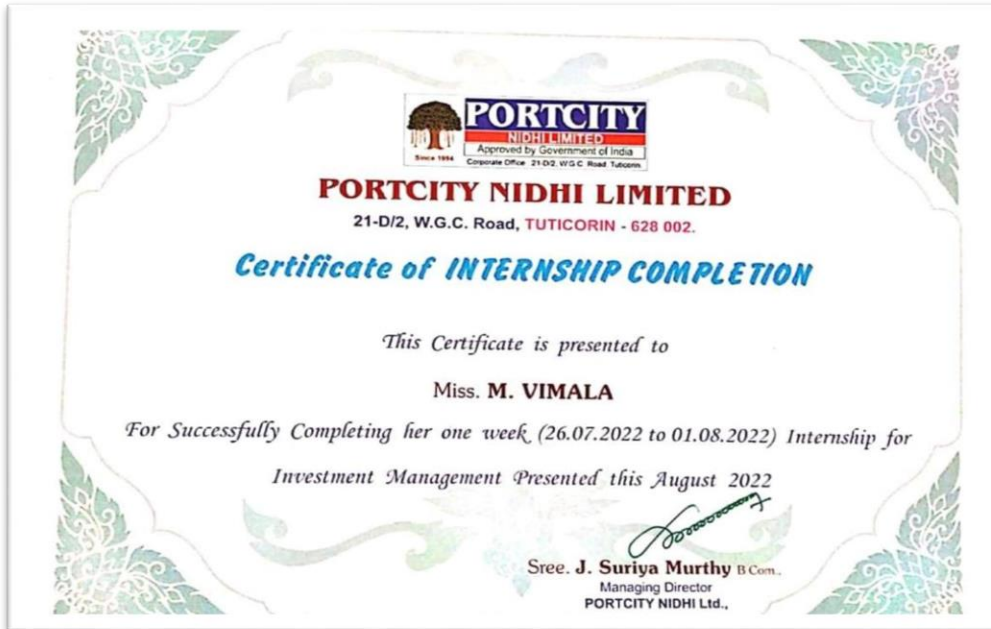 PORTCITY
NIDHI LIMITED
Approved by Government of India
Since 1994
Corporate Office 21-D/2, W.G.C. Road, Tuticorin
PORTCITY NIDHI LIMITED
21-D/2, W.G.C. Road, TUTICORIN - 628 002.
Certificate of INTERNSHIP COMPLETION
This Certificate is presented to
Miss. M. VIMALA
For Successfully Completing her one week (26.07.2022 to 01.08.2022) Internship for
Investment Management Presented this August 2022
Sree. J. Suriya Murthy B.Com.,
Managing Director
PORTCITY NIDHI Ltd.,